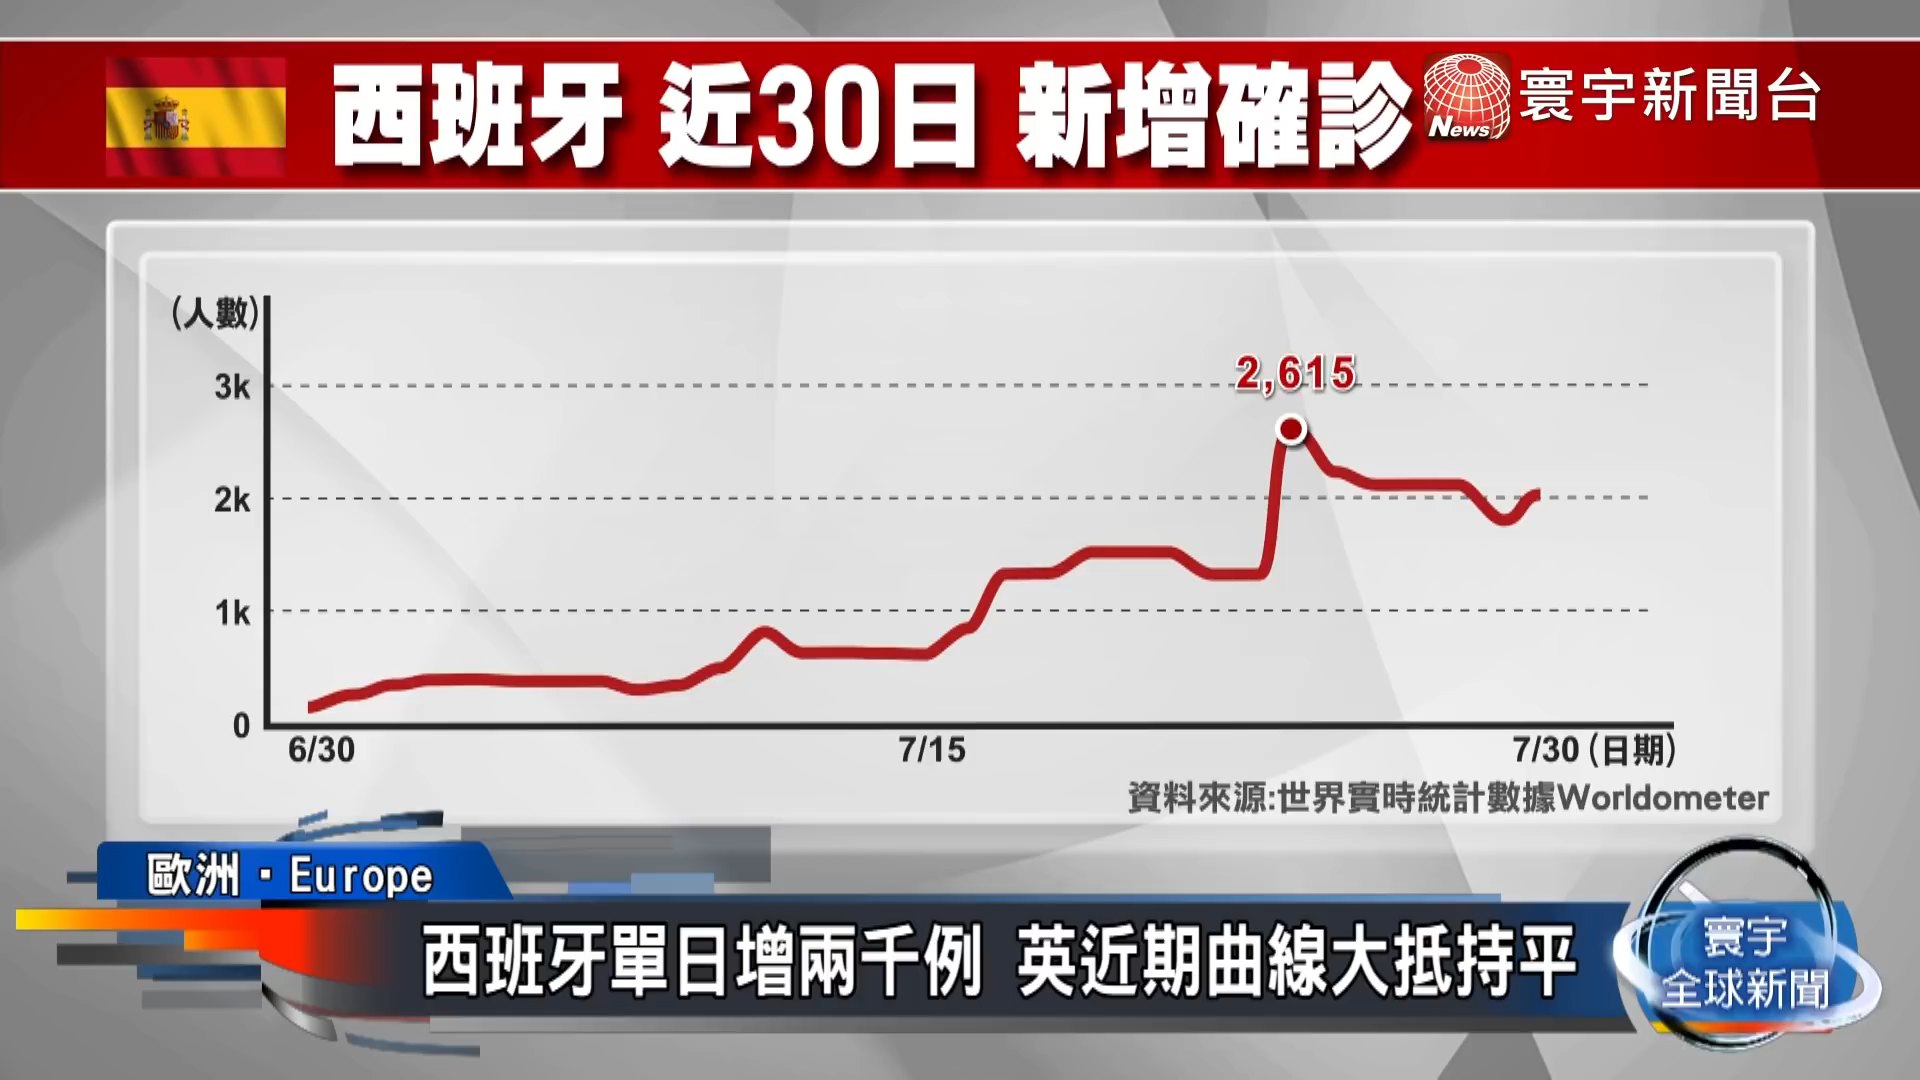 西班牙 近30日 新增確診
News 寰宇新聞台
(人數)
3k
2,615
2k
1k
0
6/30 7/15 7/30 (日期)
資料來源:世界實時統計數據Worldometer
歐洲·Europe
西班牙單日增兩千例 英近期曲線大抵持平
寰宇
全球新聞